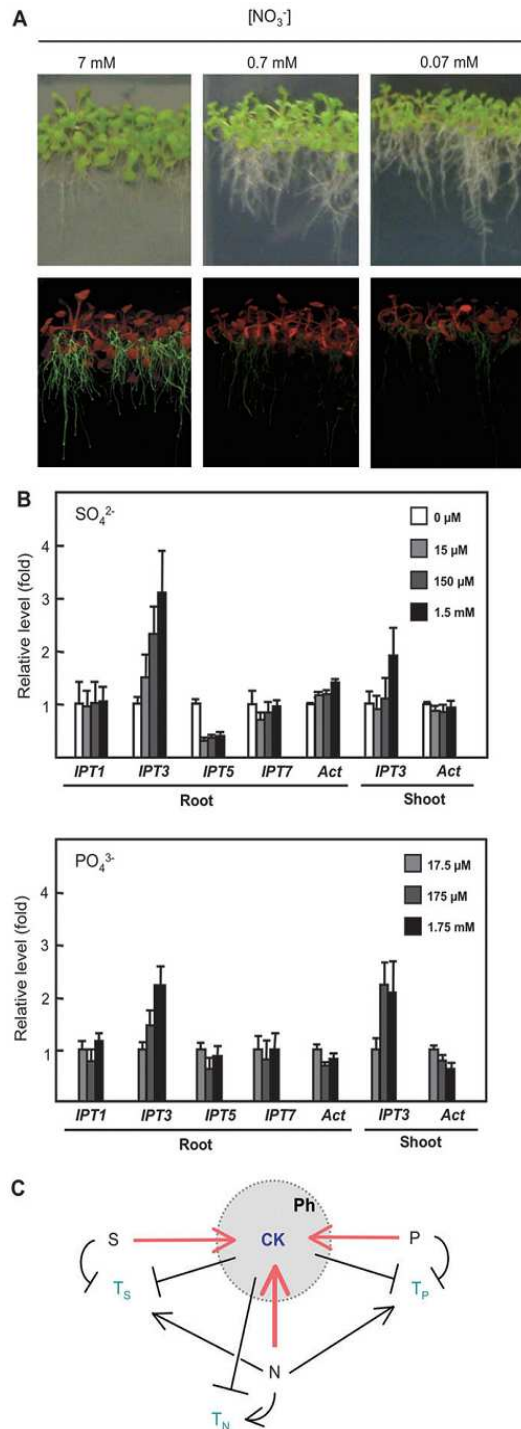 A
[NO₃⁻]
7 mM 0.7 mM 0.07 mM
B
SO₄²⁻
0 µM
15 µM
150 µM
1.5 mM
Relative level (fold)
4
3
2
1
IPT1 IPT3 IPT5 IPT7 Act IPT3 Act
Root Shoot
PO₄³⁻
17.5 µM
175 µM
1.75 mM
Relative level (fold)
4
3
2
1
IPT1 IPT3 IPT5 IPT7 Act IPT3 Act
Root Shoot
C
Ph
S CK P
T_S T_P
N
T_N